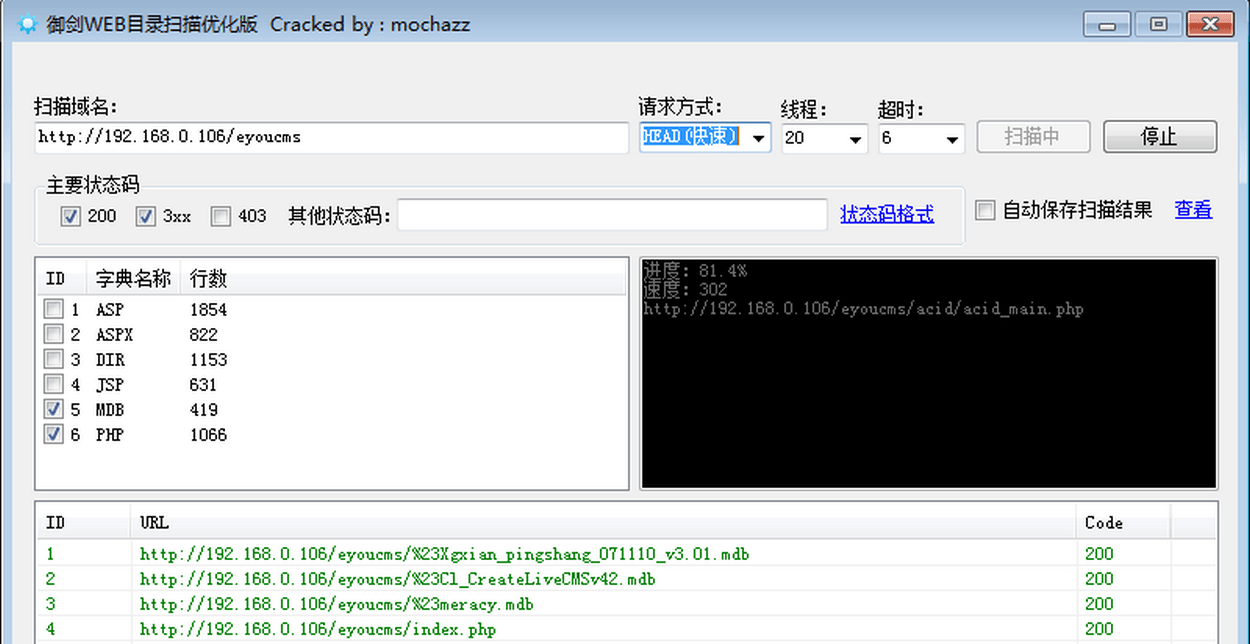 御剑WEB目录扫描优化版 Cracked by : mochazz
扫描域名: 请求方式: 线程: 超时:
http://192.168.0.106/eyoucms HEAD(快速) 20 6 扫描中 停止
主要状态码
200 3xx 403 其他状态码: 状态码格式 自动保存扫描结果 查看
ID 字典名称 行数
1 ASP 1854
2 ASPX 822
3 DIR 1153
4 JSP 631
5 MDB 419
6 PHP 1066
进度: 81.4%
速度: 302
http://192.168.0.106/eyoucms/acid/acid_main.php
ID URL Code
1 http://192.168.0.106/eyoucms/%23Xgxian_pingshang_071110_v3.01.mdb 200
2 http://192.168.0.106/eyoucms/%23Cl_CreateLiveCMSv42.mdb 200
3 http://192.168.0.106/eyoucms/%23meracy.mdb 200
4 http://192.168.0.106/eyoucms/index.php 200